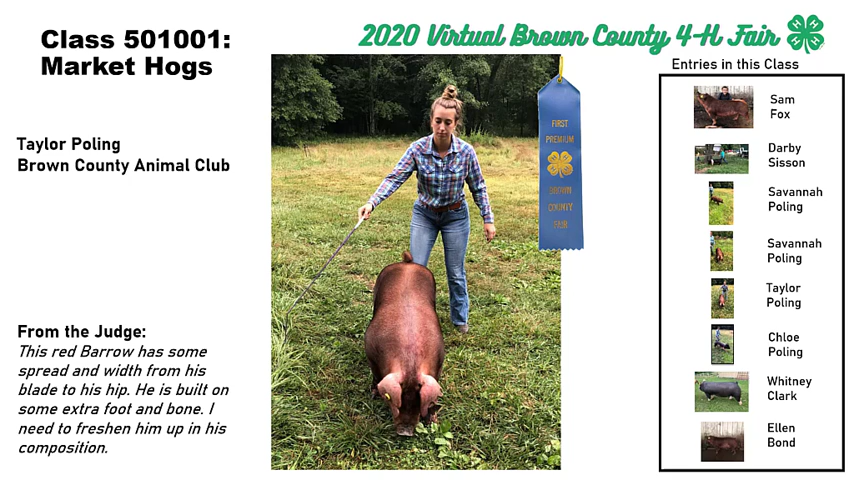 Class 501001:
Market Hogs
2020 Virtual Brown County 4-H Fair
H H H H
Taylor Poling
Brown County Animal Club
From the Judge:
This red Barrow has some
spread and width from his
blade to his hip. He is built on
some extra foot and bone. I
need to freshen him up in his
composition.
FIRST
PREMIUM
BROWN
COUNTY
FAIR
Entries in this Class
Sam
Fox
Darby
Sisson
Savannah
Poling
Savannah
Poling
Taylor
Poling
Chloe
Poling
Whitney
Clark
Ellen
Bond